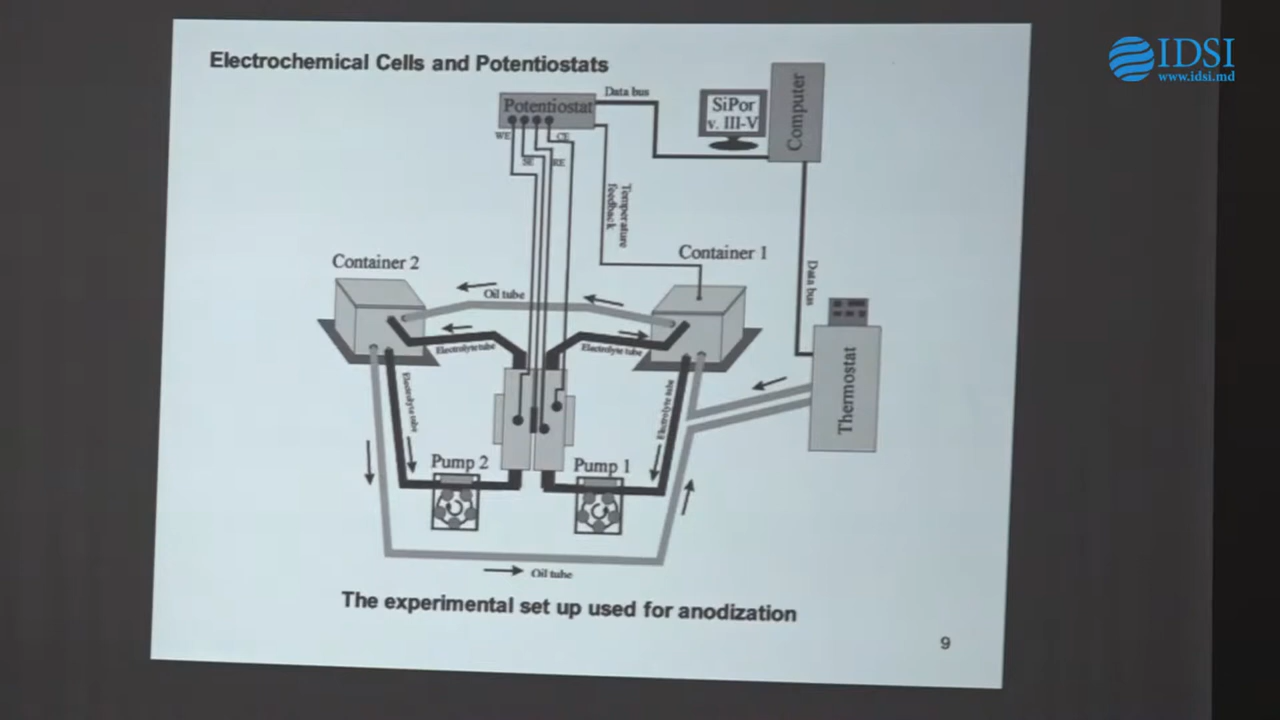 Electrochemical Cells and Potentiostats
IDSI
www.idsi.md
Potentiostat
Data bus
SiPor
v. III-V
Computer
WE
CE
SE
RE
Temperature
feedback
Container 2
Container 1
Data bus
Oil tube
Electrolyte tube
Electrolyte tube
Thermostat
Electrolyte tube
Electrolyte tube
Pump 2
Pump 1
Oil tube
The experimental set up used for anodization
9